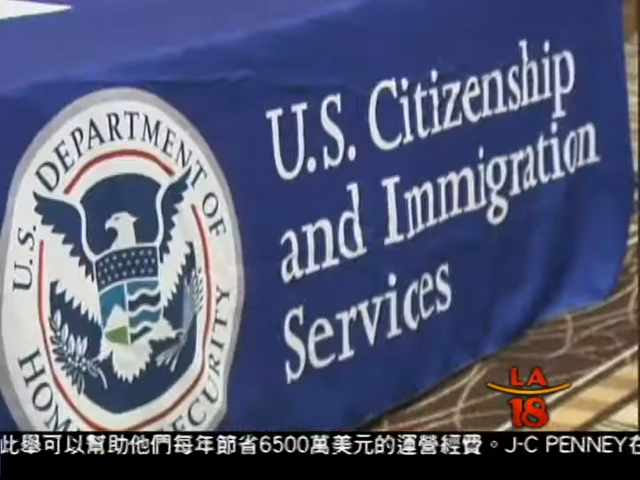 U.S. DEPARTMENT OF HOMELAND SECURITY
U.S. Citizenship
and Immigration
Services
LA
18
此舉可以幫助他們每年節省6500萬美元的運營經費。J-C PENNEY在